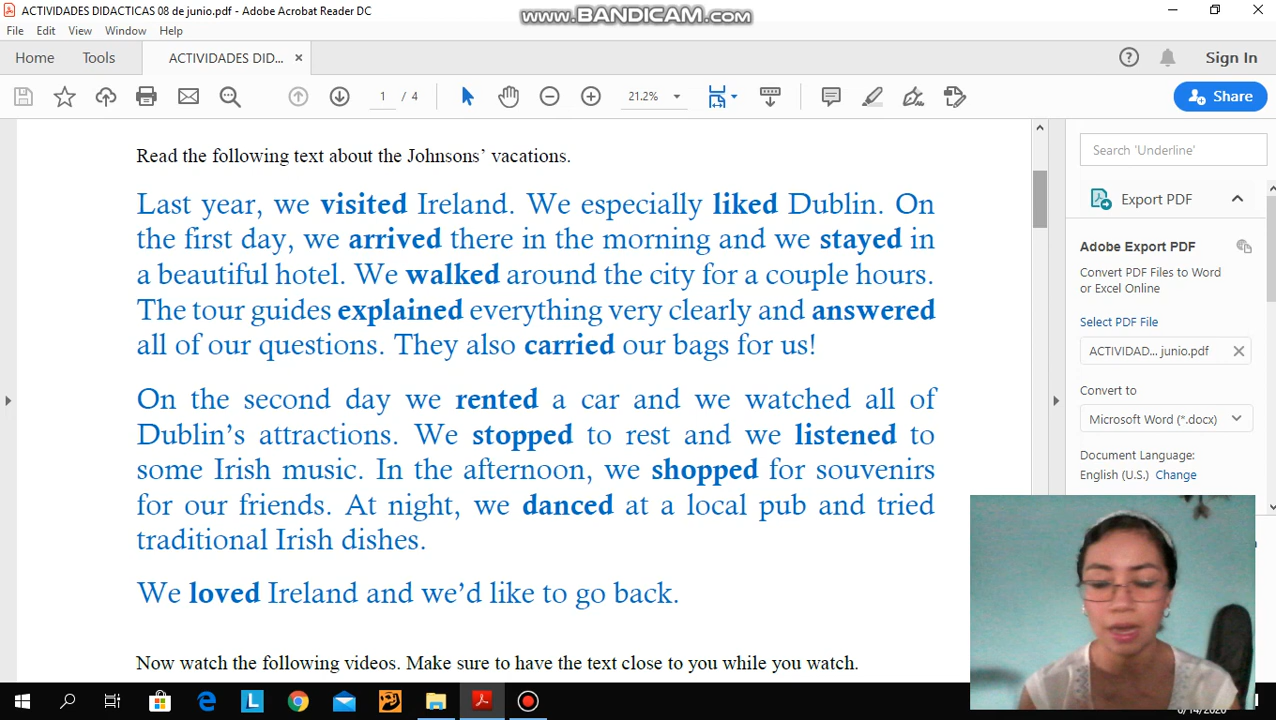 ACTIVIDADES DIDACTICAS 08 de junio.pdf - Adobe Acrobat Reader DC
www.BANDICAM.com
File Edit View Window Help
Home Tools ACTIVIDADES DID... × Sign In
1 / 4 21.2% Share
Read the following text about the Johnsons’ vacations.
Last year, we visited Ireland. We especially liked Dublin. On
the first day, we arrived there in the morning and we stayed in
a beautiful hotel. We walked around the city for a couple hours.
The tour guides explained everything very clearly and answered
all of our questions. They also carried our bags for us!
On the second day we rented a car and we watched all of
Dublin’s attractions. We stopped to rest and we listened to
some Irish music. In the afternoon, we shopped for souvenirs
for our friends. At night, we danced at a local pub and tried
traditional Irish dishes.
We loved Ireland and we’d like to go back.
Now watch the following videos. Make sure to have the text close to you while you watch.
Search 'Underline'
Export PDF
Adobe Export PDF
Convert PDF Files to Word
or Excel Online
Select PDF File
ACTIVIDAD... junio.pdf
Convert to
Microsoft Word (*.docx)
Document Language:
English (U.S.) Change